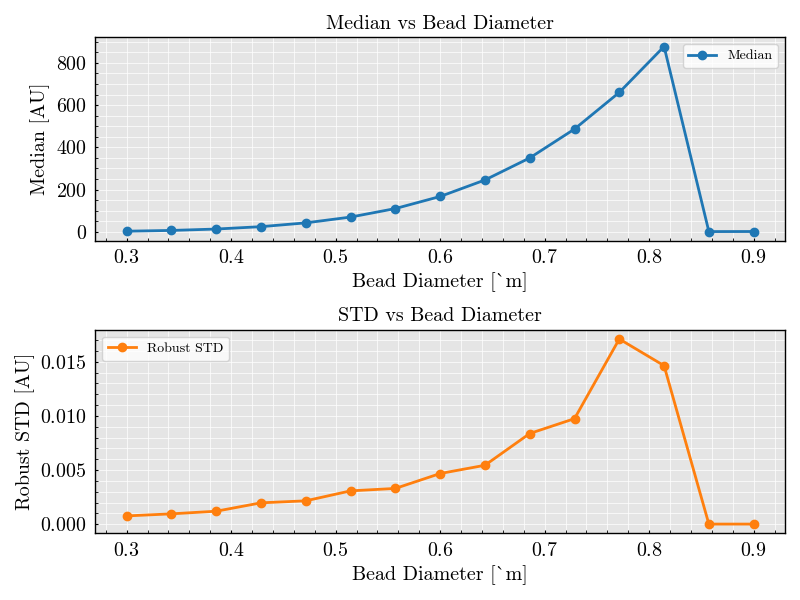 Median vs Bead Diameter
Median [AU]
800
600
400
200
0
Median
0.3 0.4 0.5 0.6 0.7 0.8 0.9
Bead Diameter [`m]
STD vs Bead Diameter
Robust STD [AU]
0.015
0.010
0.005
0.000
Robust STD
0.3 0.4 0.5 0.6 0.7 0.8 0.9
Bead Diameter [`m]